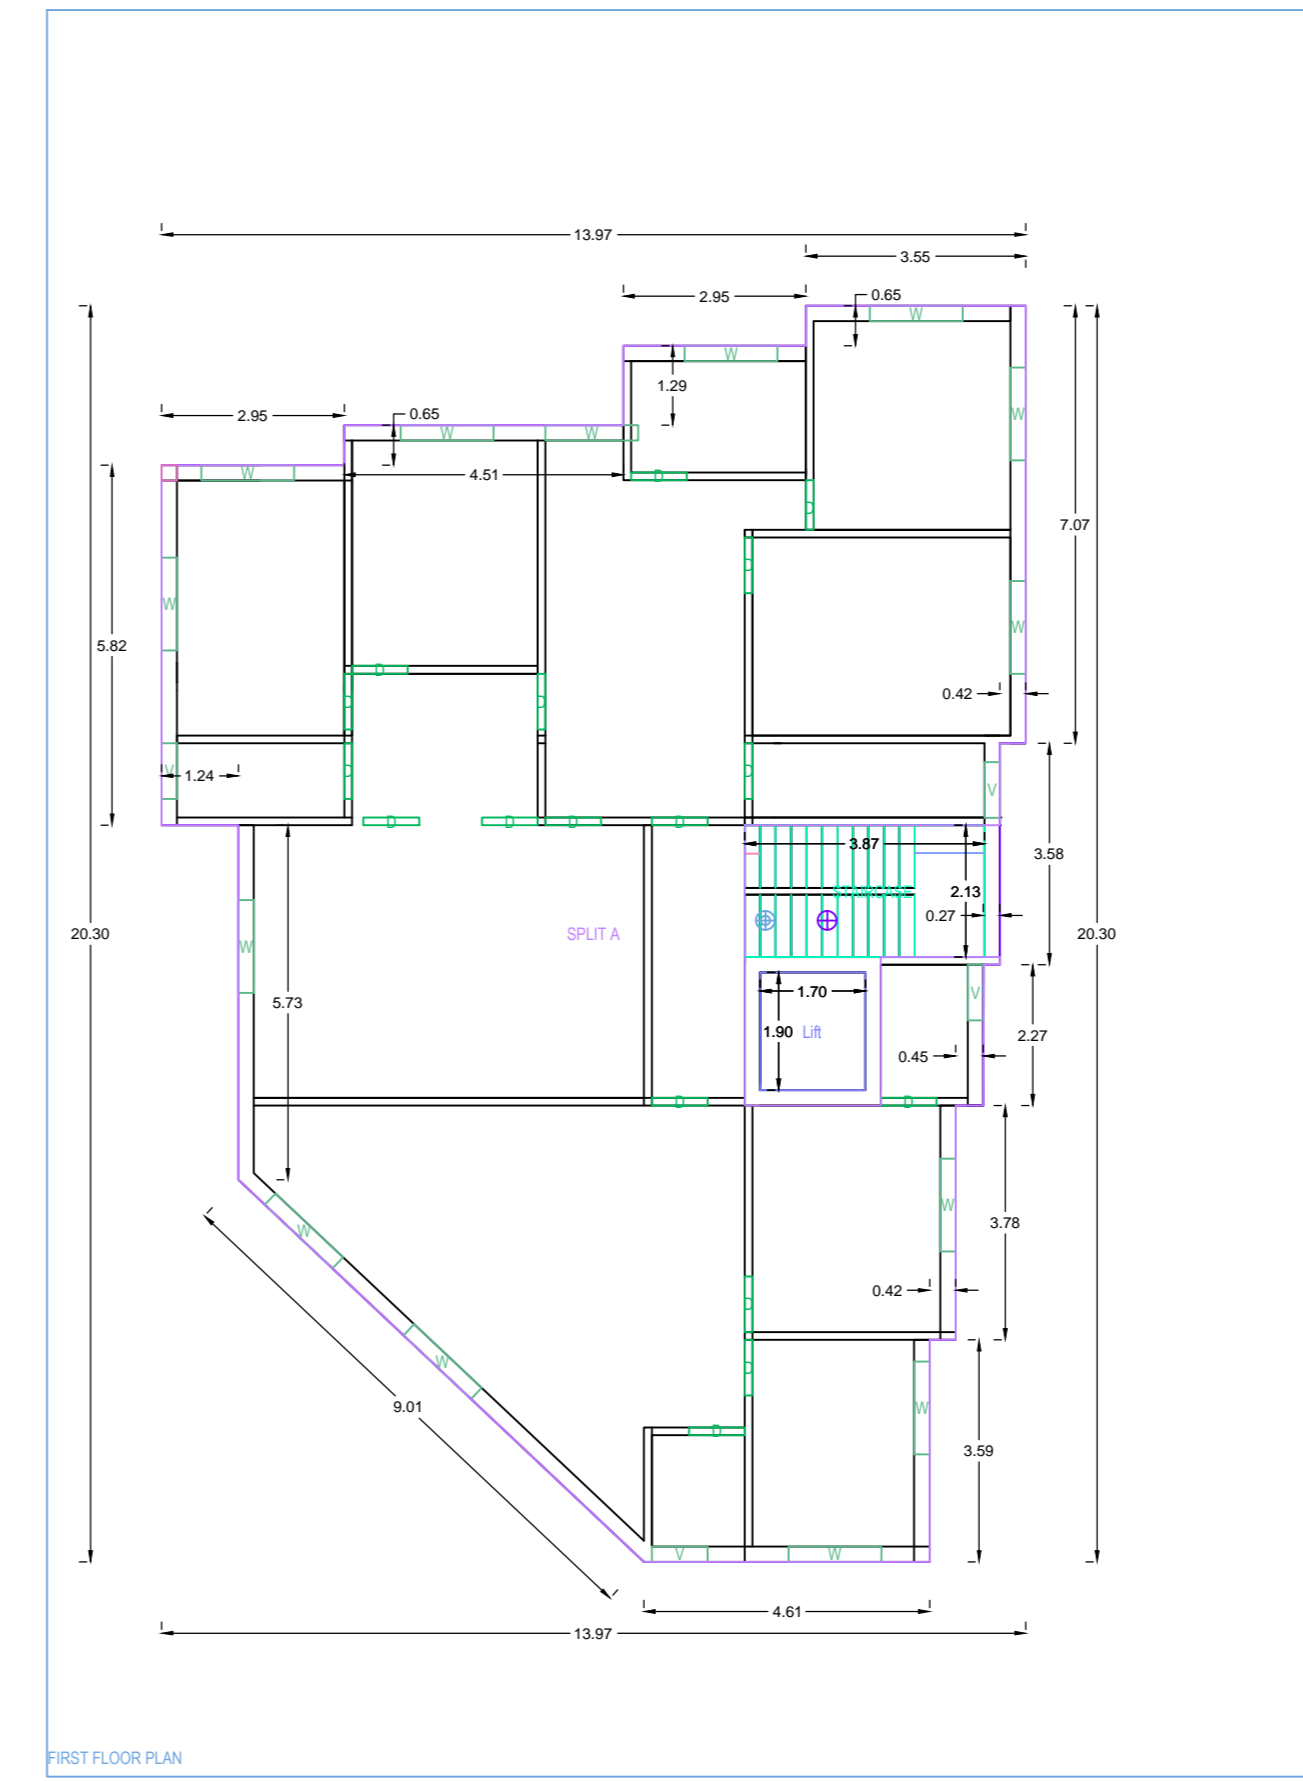 13.97
3.55
2.95
0.65
W
W
1.29
W
2.95
0.65
W
W
W
4.51
D
D
7.07
D
W
W
5.82
D
D
D
0.42
V
1.24
D
D
V
D
D
D
D
3.87
3.58
STAIRCASE
2.13
0.27
20.30
SPLIT A
20.30
W
1.70
V
5.73
1.90
Lift
2.27
0.45
D
D
W
3.78
W
0.42
D
W
D
9.01
W
D
3.59
V
W
4.61
13.97
FIRST FLOOR PLAN